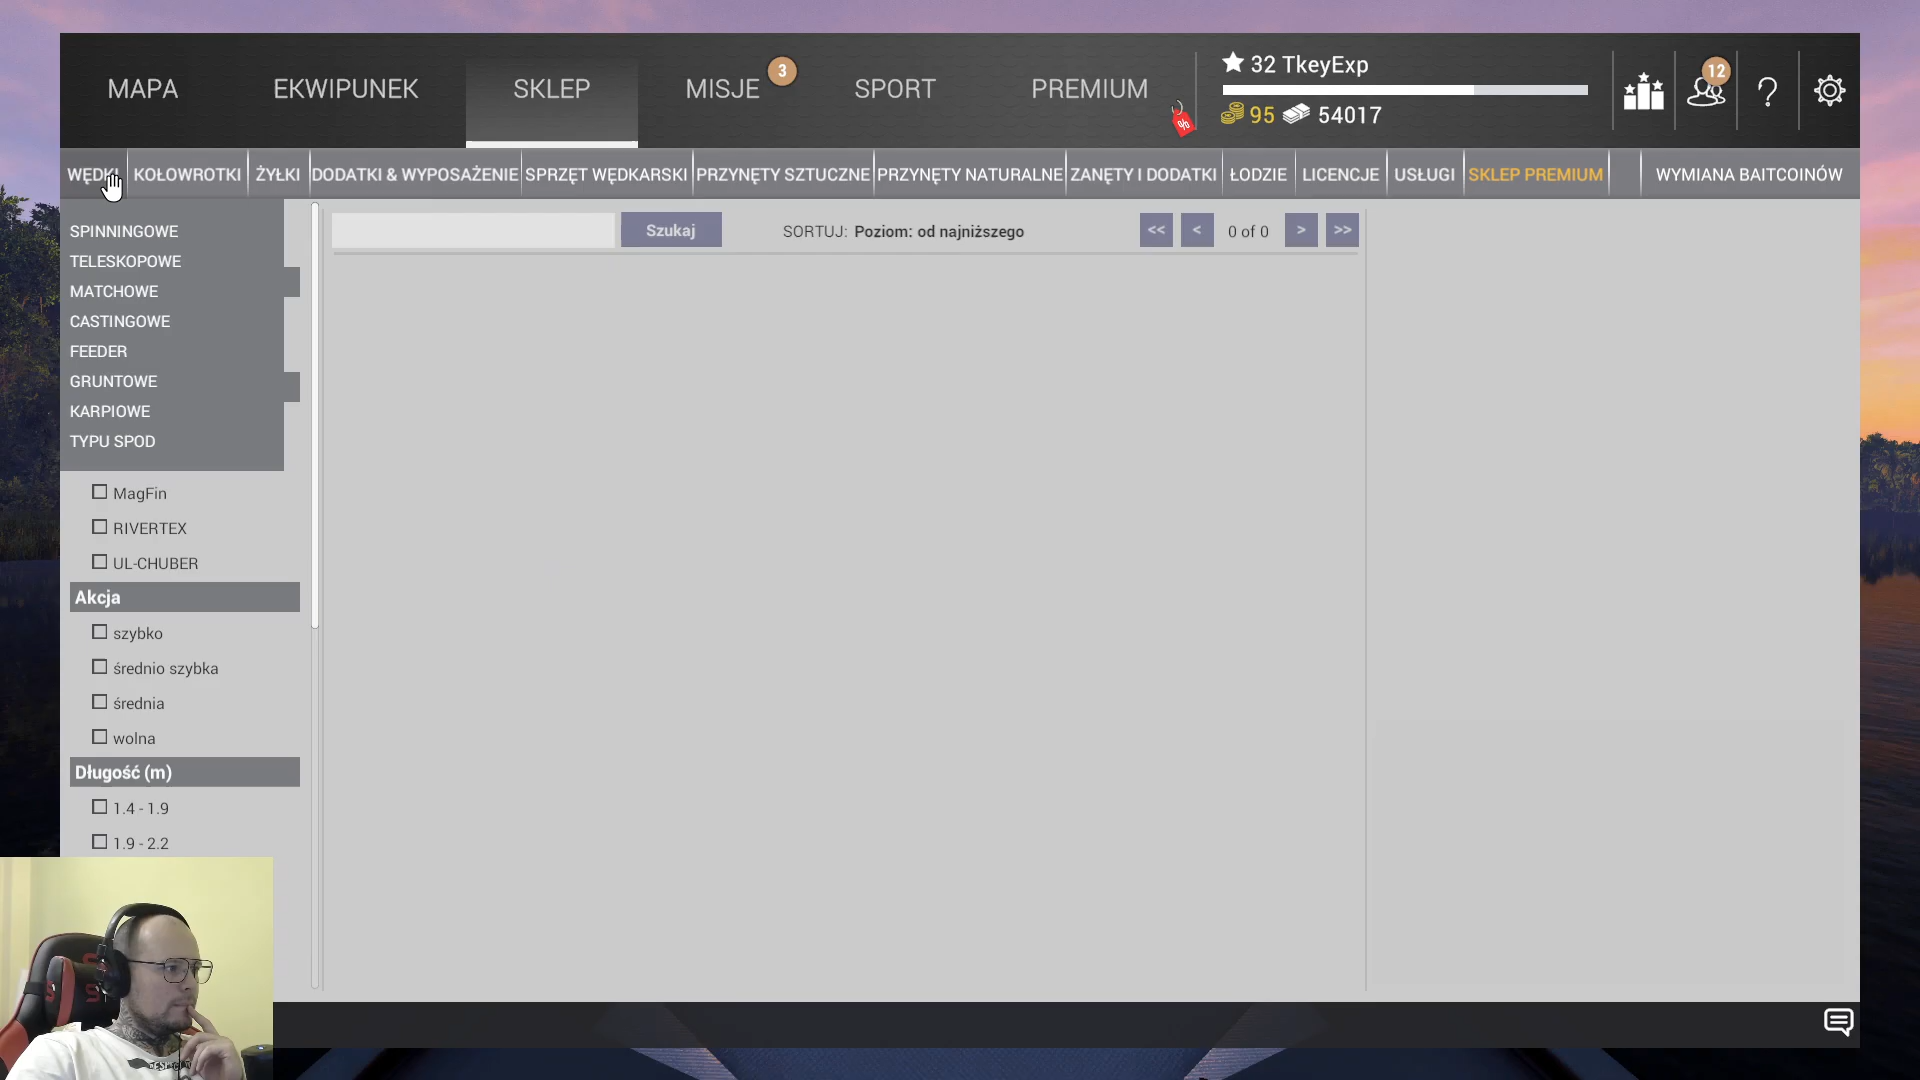 MAPA
EKWIPUNEK
SKLEP
MISJE
3
SPORT
PREMIUM
%
32 TkeyExp
95
54017
12
WĘDKI
KOŁOWROTKI
ŻYŁKI
DODATKI & WYPOSAŻENIE
SPRZĘT WĘDKARSKI
PRZYNĘTY SZTUCZNE
PRZYNĘTY NATURALNE
ZANĘTY I DODATKI
ŁODZIE
LICENCJE
USŁUGI
SKLEP PREMIUM
WYMIANA BAITCOINÓW
SPINNINGOWE
TELESKOPOWE
MATCHOWE
CASTINGOWE
FEEDER
GRUNTOWE
KARPIOWE
TYPU SPOD
Szukaj
SORTUJ: Poziom: od najniższego
<<
<
0 of 0
>
>>
MagFin
RIVERTEX
UL-CHUBER
Akcja
szybko
średnio szybka
średnia
wolna
Długość (m)
1.4 - 1.9
1.9 - 2.2